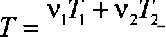 T = ν₁T₁ + ν₂T₂